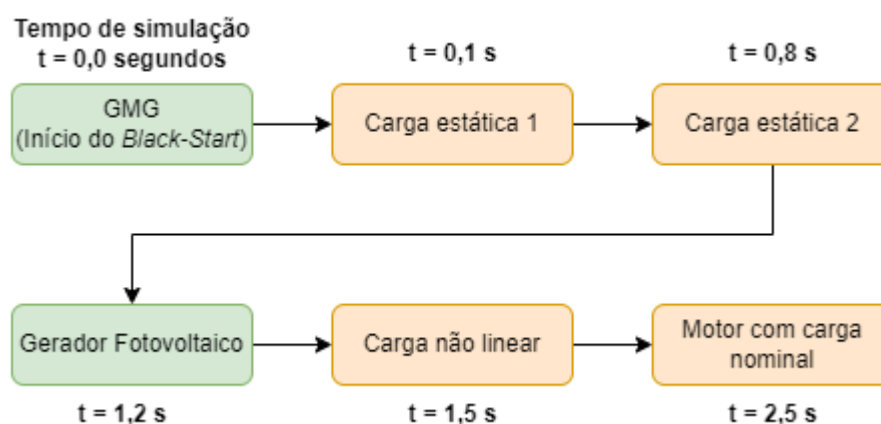 Tempo de simulação
t = 0,0 segundos
t = 0,1 s
t = 0,8 s
GMG
(Início do Black-Start)
Carga estática 1
Carga estática 2
Gerador Fotovoltaico
Carga não linear
Motor com carga
nominal
t = 1,2 s
t = 1,5 s
t = 2,5 s